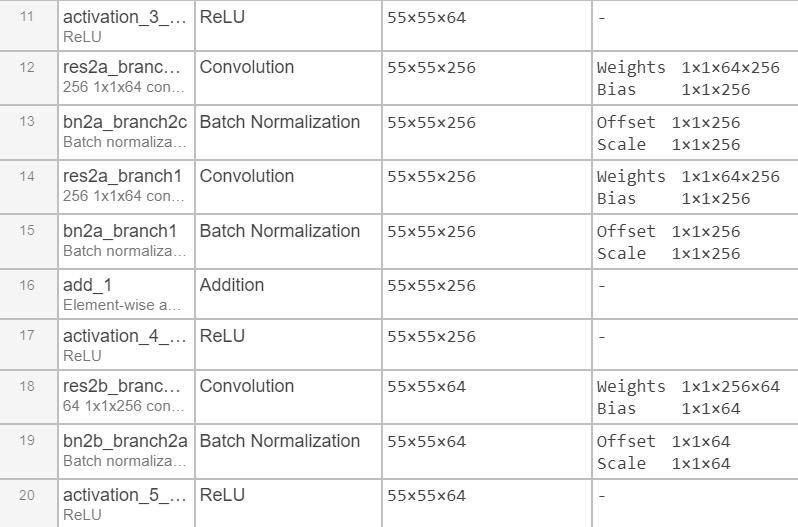 11 activation_3_... ReLU 55×55×64 -
ReLU
12 res2a_branc... Convolution 55×55×256 Weights 1×1×64×256
256 1x1x64 con... Bias 1×1×256
13 bn2a_branch2c Batch Normalization 55×55×256 Offset 1×1×256
Batch normaliza... Scale 1×1×256
14 res2a_branch1 Convolution 55×55×256 Weights 1×1×64×256
256 1x1x64 con... Bias 1×1×256
15 bn2a_branch1 Batch Normalization 55×55×256 Offset 1×1×256
Batch normaliza... Scale 1×1×256
16 add_1 Addition 55×55×256 -
Element-wise a...
17 activation_4_... ReLU 55×55×256 -
ReLU
18 res2b_branc... Convolution 55×55×64 Weights 1×1×256×64
64 1x1x256 con... Bias 1×1×64
19 bn2b_branch2a Batch Normalization 55×55×64 Offset 1×1×64
Batch normaliza... Scale 1×1×64
20 activation_5_... ReLU 55×55×64 -
ReLU